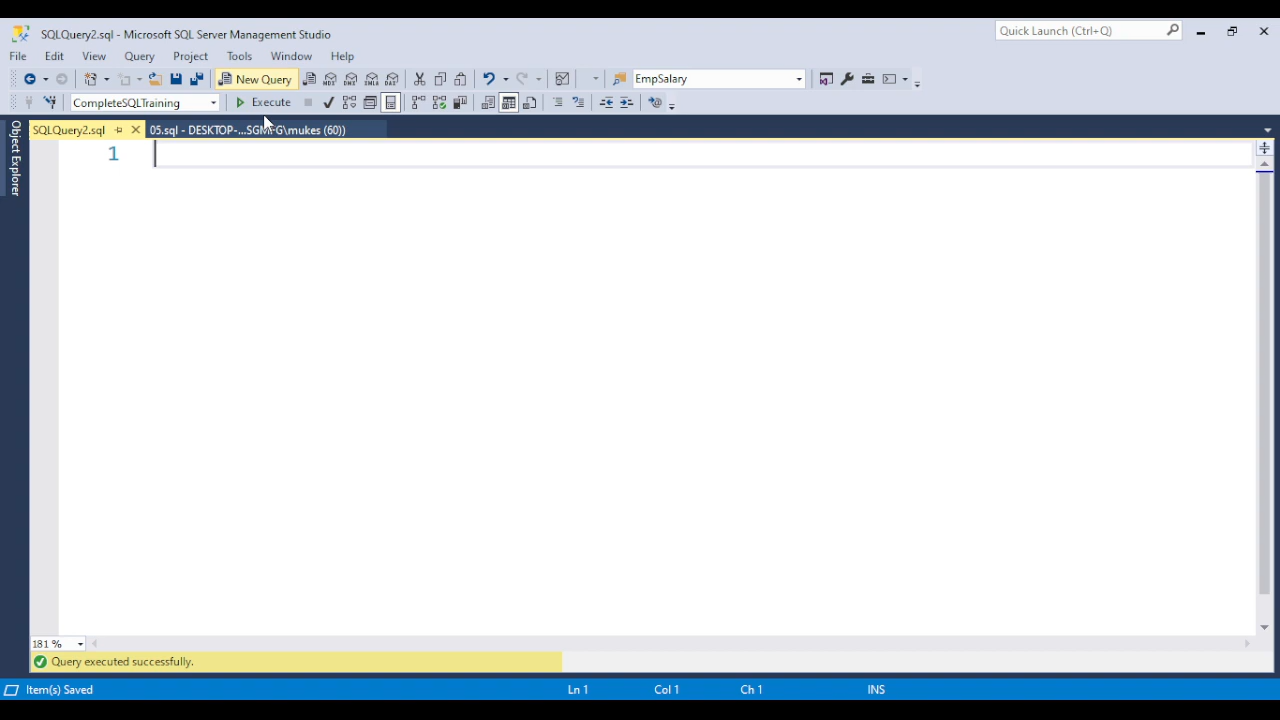 SQLQuery2.sql - Microsoft SQL Server Management Studio
Quick Launch (Ctrl+Q)
File Edit View Query Project Tools Window Help
New Query
EmpSalary
CompleteSQLTraining
Execute
SQLQuery2.sql
05.sql - DESKTOP-...SGMI-G\mukes (60))
Object Explorer
1
181 %
Query executed successfully.
Item(s) Saved
Ln 1
Col 1
Ch 1
INS